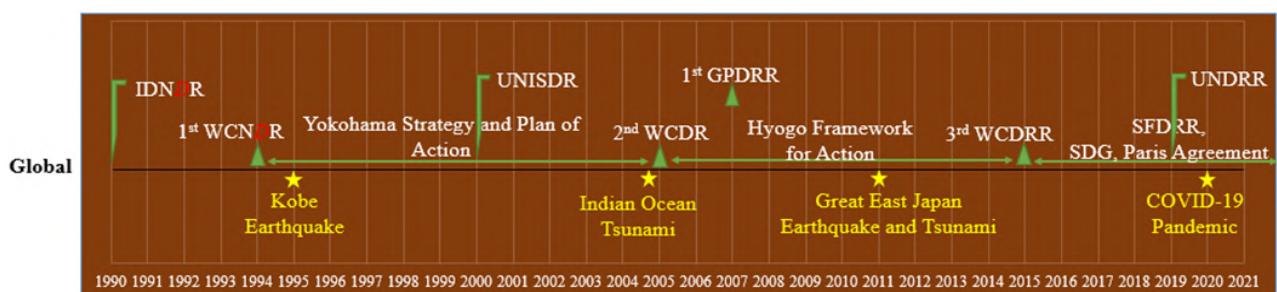 IDNDR
UNISDR
1st GPDRR
UNDRR
1st WCNDR
Yokohama Strategy and Plan of
Action
2nd WCDR
Hyogo Framework
for Action
3rd WCDRR
SFDRR,
SDG, Paris Agreement
Global
Kobe
Earthquake
Indian Ocean
Tsunami
Great East Japan
Earthquake and Tsunami
COVID-19
Pandemic
1990 1991 1992 1993 1994 1995 1996 1997 1998 1999 2000 2001 2002 2003 2004 2005 2006 2007 2008 2009 2010 2011 2012 2013 2014 2015 2016 2017 2018 2019 2020 2021